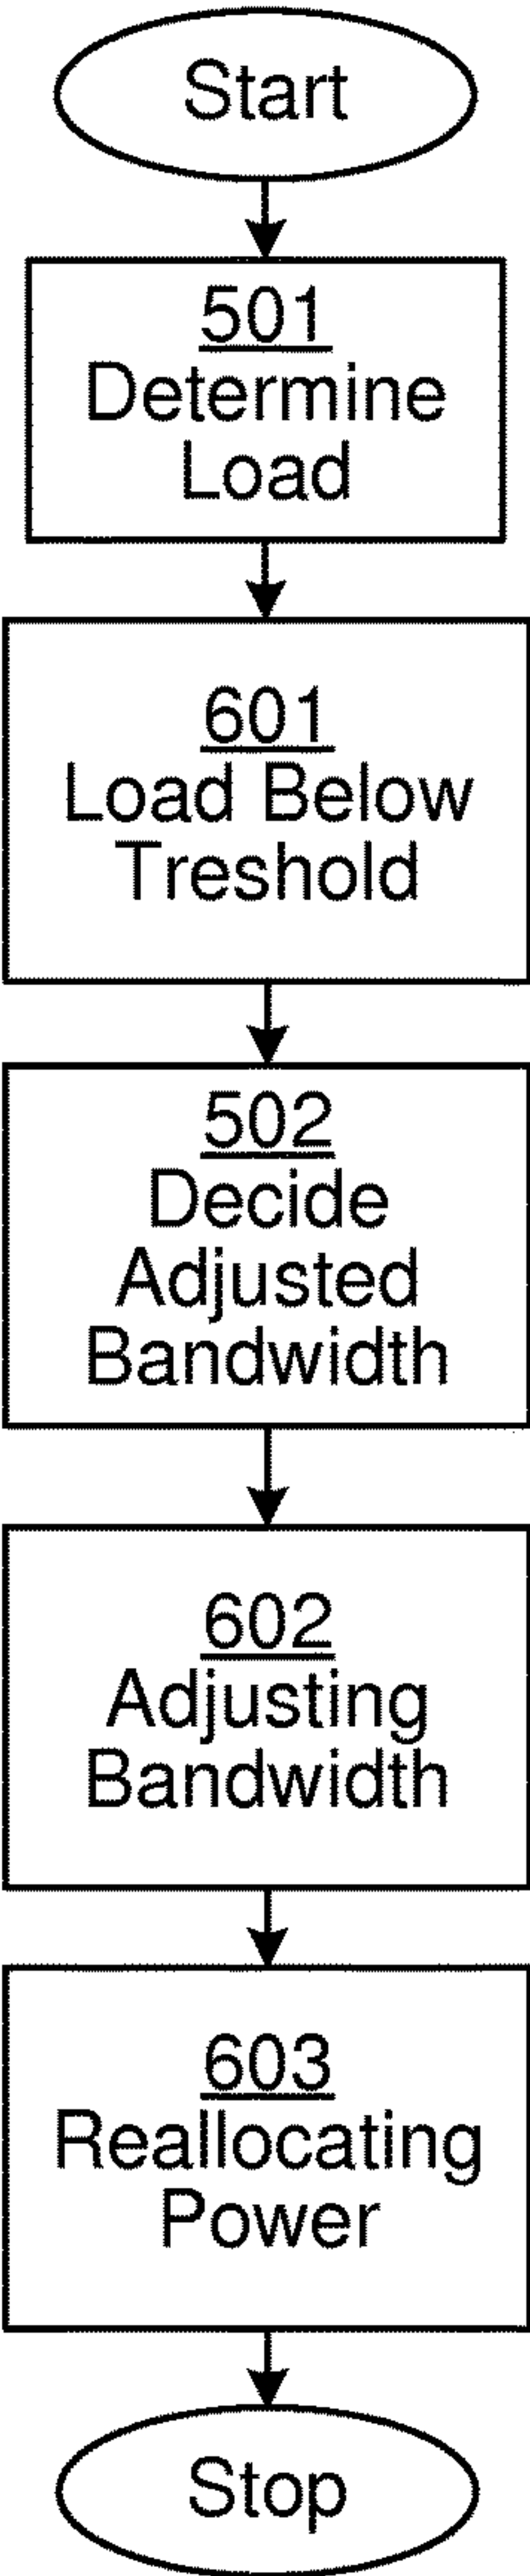 Start
501
Determine
Load
601
Load Below
Treshold
502
Decide
Adjusted
Bandwidth
602
Adjusting
Bandwidth
603
Reallocating
Power
Stop